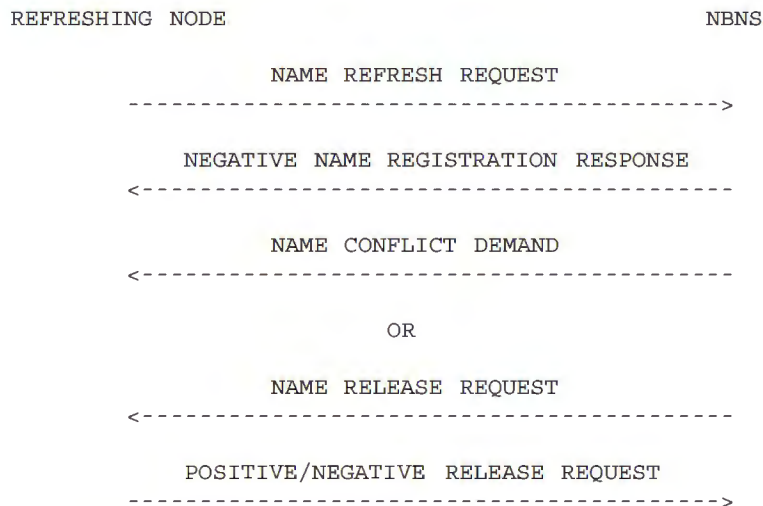 REFRESHING NODE NBNS
NAME REFRESH REQUEST
---------------------------------------->
NEGATIVE NAME REGISTRATION RESPONSE
<----------------------------------------
NAME CONFLICT DEMAND
<----------------------------------------
OR
NAME RELEASE REQUEST
<----------------------------------------
POSITIVE/NEGATIVE RELEASE REQUEST
---------------------------------------->